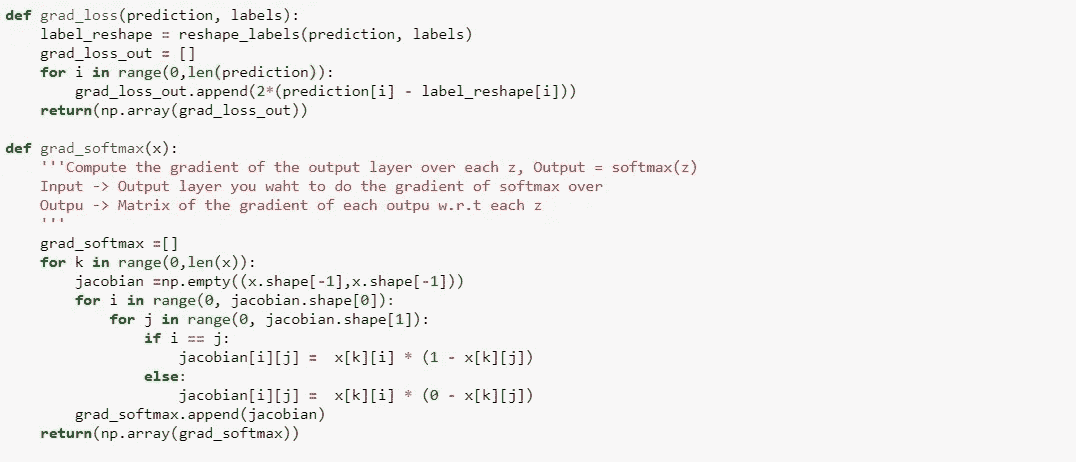 def grad_loss(prediction, labels):
    label_reshape = reshape_labels(prediction, labels)
    grad_loss_out = []
    for i in range(0,len(prediction)):
        grad_loss_out.append(2*(prediction[i] - label_reshape[i]))
    return(np.array(grad_loss_out))
def grad_softmax(x):
    '''Compute the gradient of the output layer over each z, Output = softmax(z)
    Input -> Output layer you waht to do the gradient of softmax over
    Outpu -> Matrix of the gradient of each outpu w.r.t each z
    '''
    grad_softmax =[]
    for k in range(0,len(x)):
        jacobian =np.empty((x.shape[-1],x.shape[-1]))
        for i in range(0, jacobian.shape[0]):
            for j in range(0, jacobian.shape[1]):
                if i == j:
                    jacobian[i][j] =  x[k][i] * (1 - x[k][j])
                else:
                    jacobian[i][j] =  x[k][i] * (0 - x[k][j])
        grad_softmax.append(jacobian)
    return(np.array(grad_softmax))